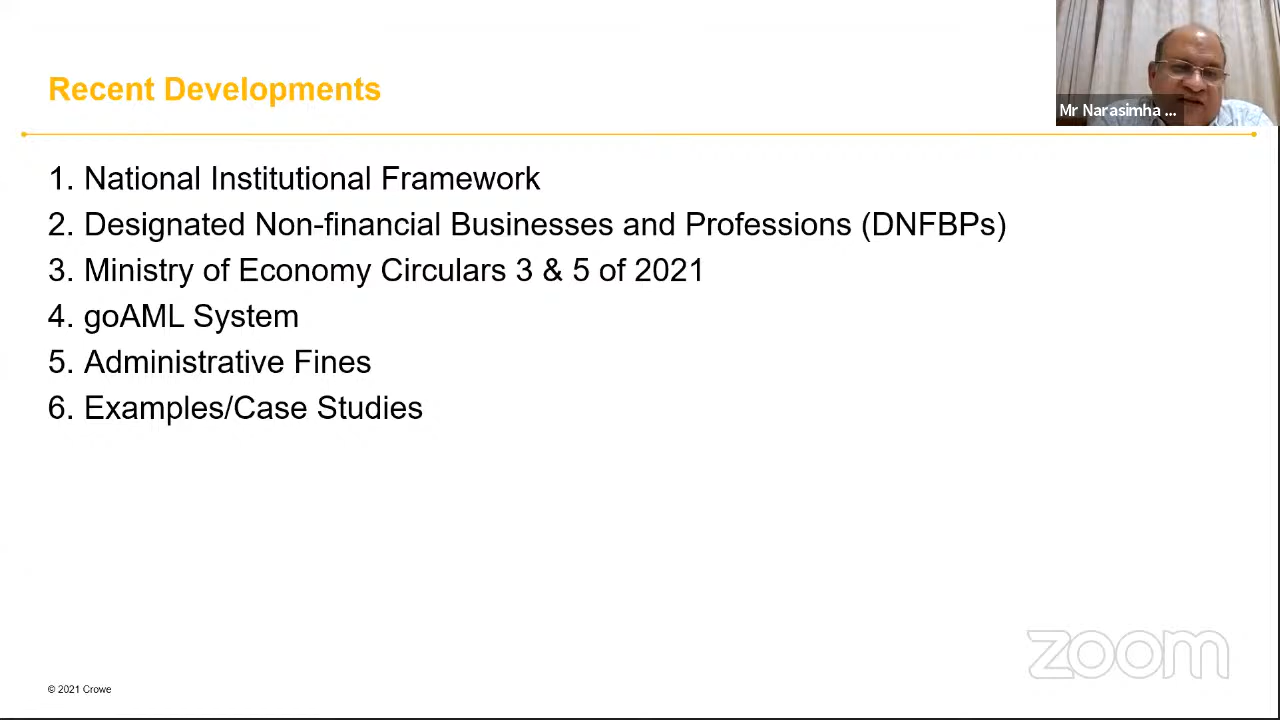 Recent Developments
Mr Narasimha ...
1. National Institutional Framework
2. Designated Non-financial Businesses and Professions (DNFBPs)
3. Ministry of Economy Circulars 3 & 5 of 2021
4. goAML System
5. Administrative Fines
6. Examples/Case Studies
zoom
© 2021 Crowe